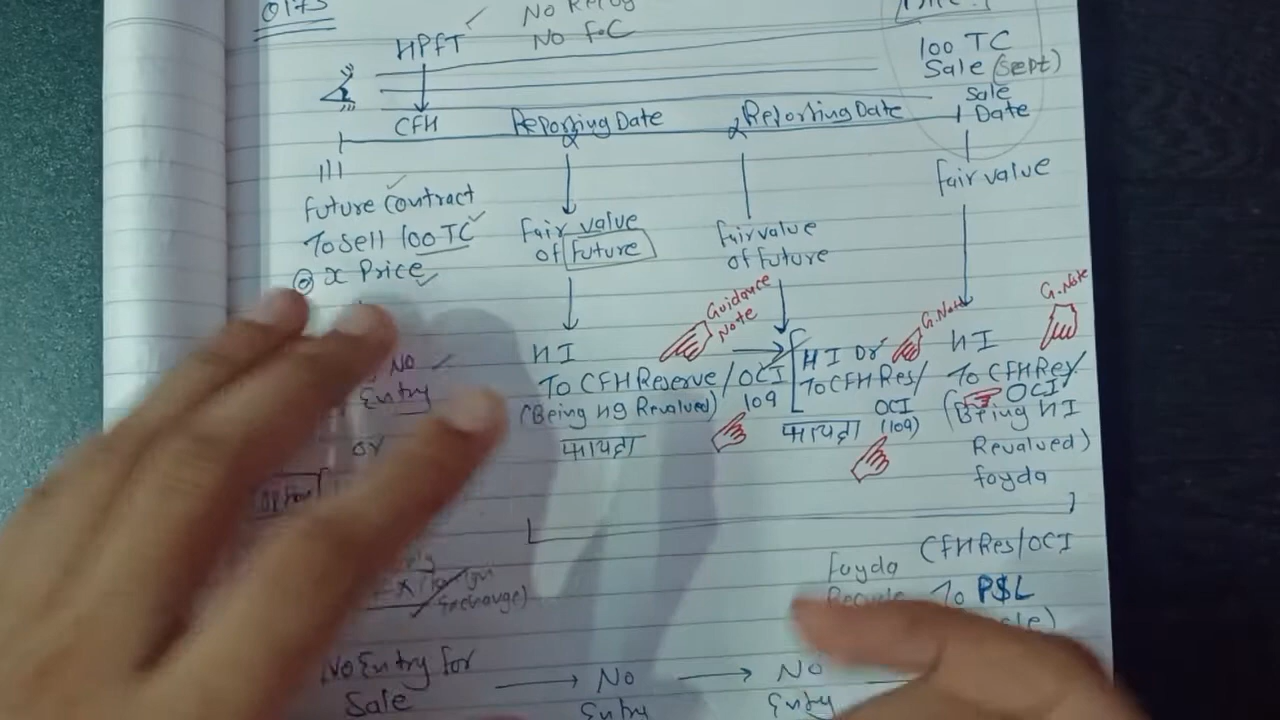 No
No F.C
HPFT
100 TC
Sale (Sept)
Sale
Date
CFH
Reporting Date
Reporting Date
Fair value
Future Contract
To Sell 100 TC
@ x Price
Fair value
of Future
Fair value
of Future
Guidance
Note
G. Note
G. Note
NO
Entry
or
HI
To CFH Reserve / OCI
109
(Being Hg Revalued)
फायदा
HI or
To CFH Res/
OCI
(109)
फायदा
HI
To CFH Res/
OCI
(Being HI
Revalued)
foyda
Exchange)
foyda
CFH Res/OCI
To P$L
No Entry for
Sale
No
Entry
No
Entry